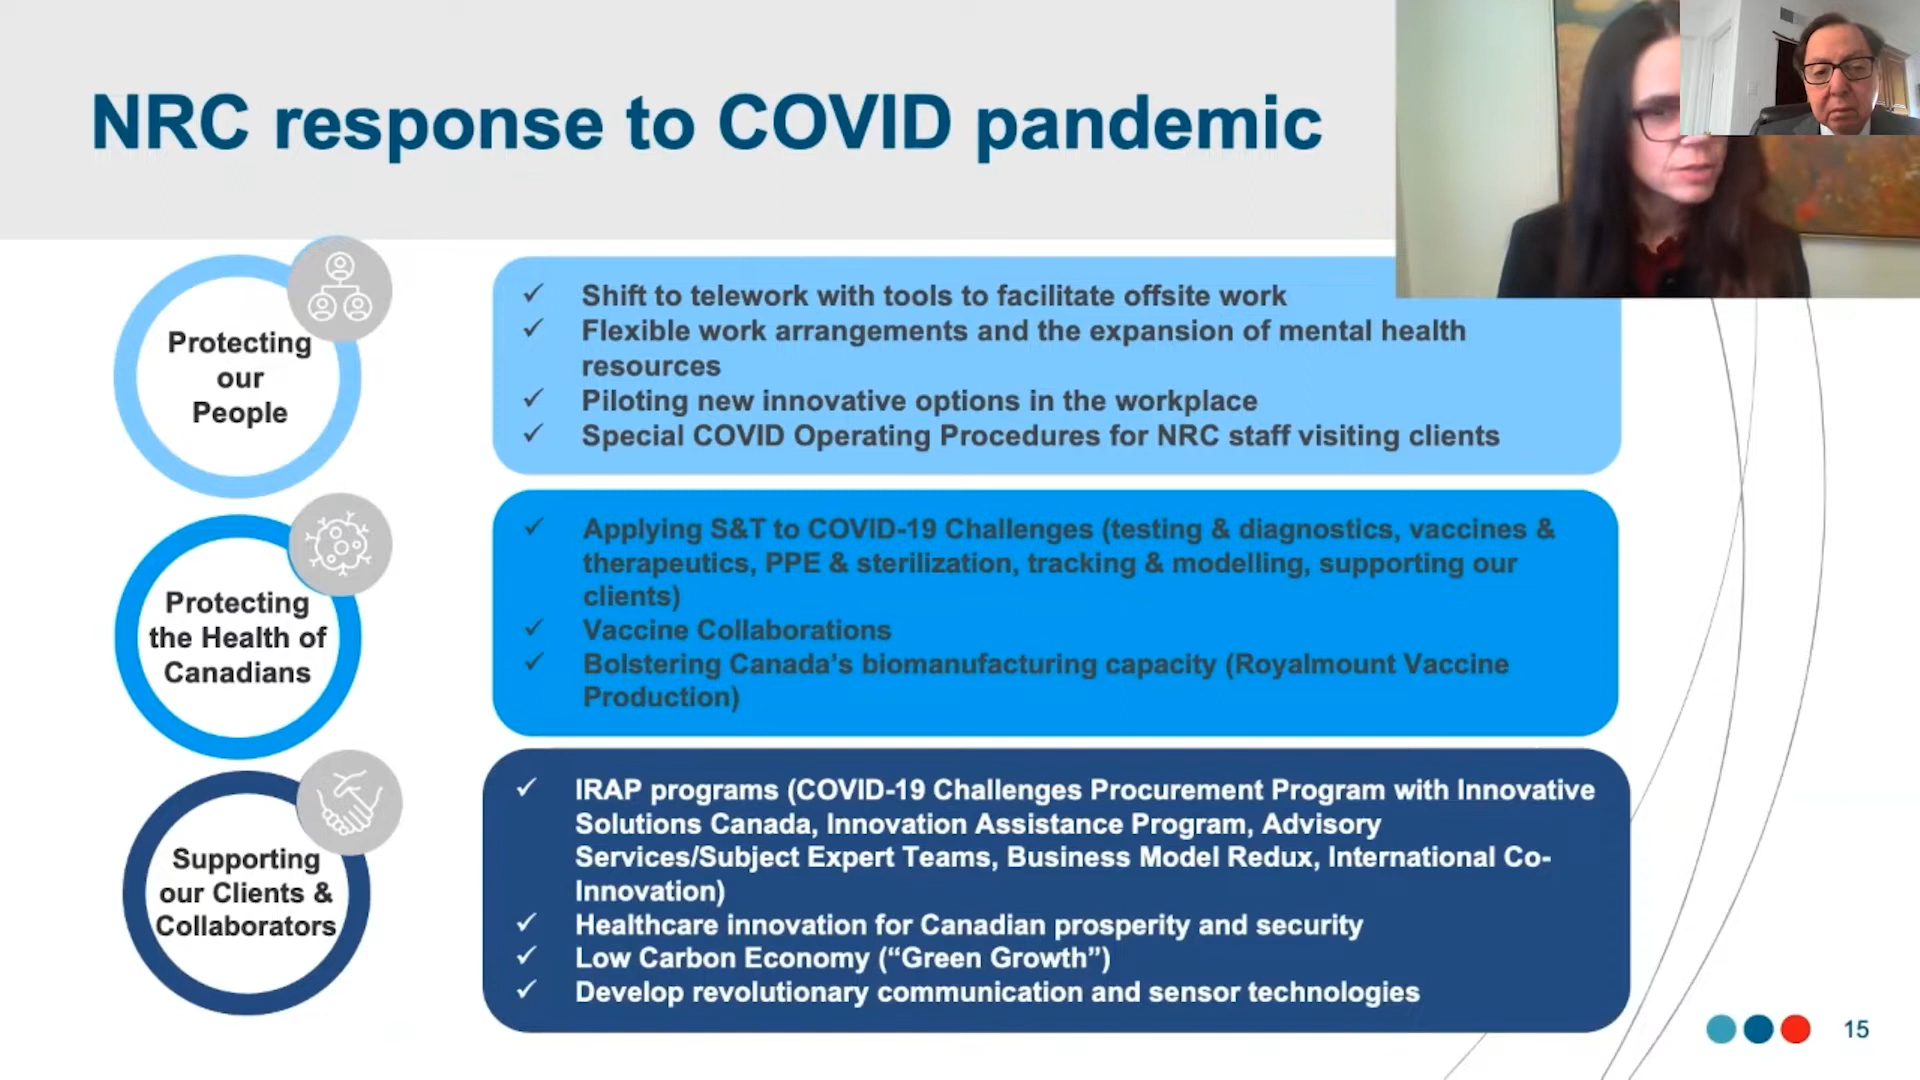 NRC response to COVID pandemic
Protecting
our
People
✓ Shift to telework with tools to facilitate offsite work
✓ Flexible work arrangements and the expansion of mental health
resources
✓ Piloting new innovative options in the workplace
✓ Special COVID Operating Procedures for NRC staff visiting clients
Protecting
the Health of
Canadians
✓ Applying S&T to COVID-19 Challenges (testing & diagnostics, vaccines &
therapeutics, PPE & sterilization, tracking & modelling, supporting our
clients)
✓ Vaccine Collaborations
✓ Bolstering Canada’s biomanufacturing capacity (Royalmount Vaccine
Production)
Supporting
our Clients &
Collaborators
✓ IRAP programs (COVID-19 Challenges Procurement Program with Innovative
Solutions Canada, Innovation Assistance Program, Advisory
Services/Subject Expert Teams, Business Model Redux, International Co-
Innovation)
✓ Healthcare innovation for Canadian prosperity and security
✓ Low Carbon Economy (“Green Growth”)
✓ Develop revolutionary communication and sensor technologies
15